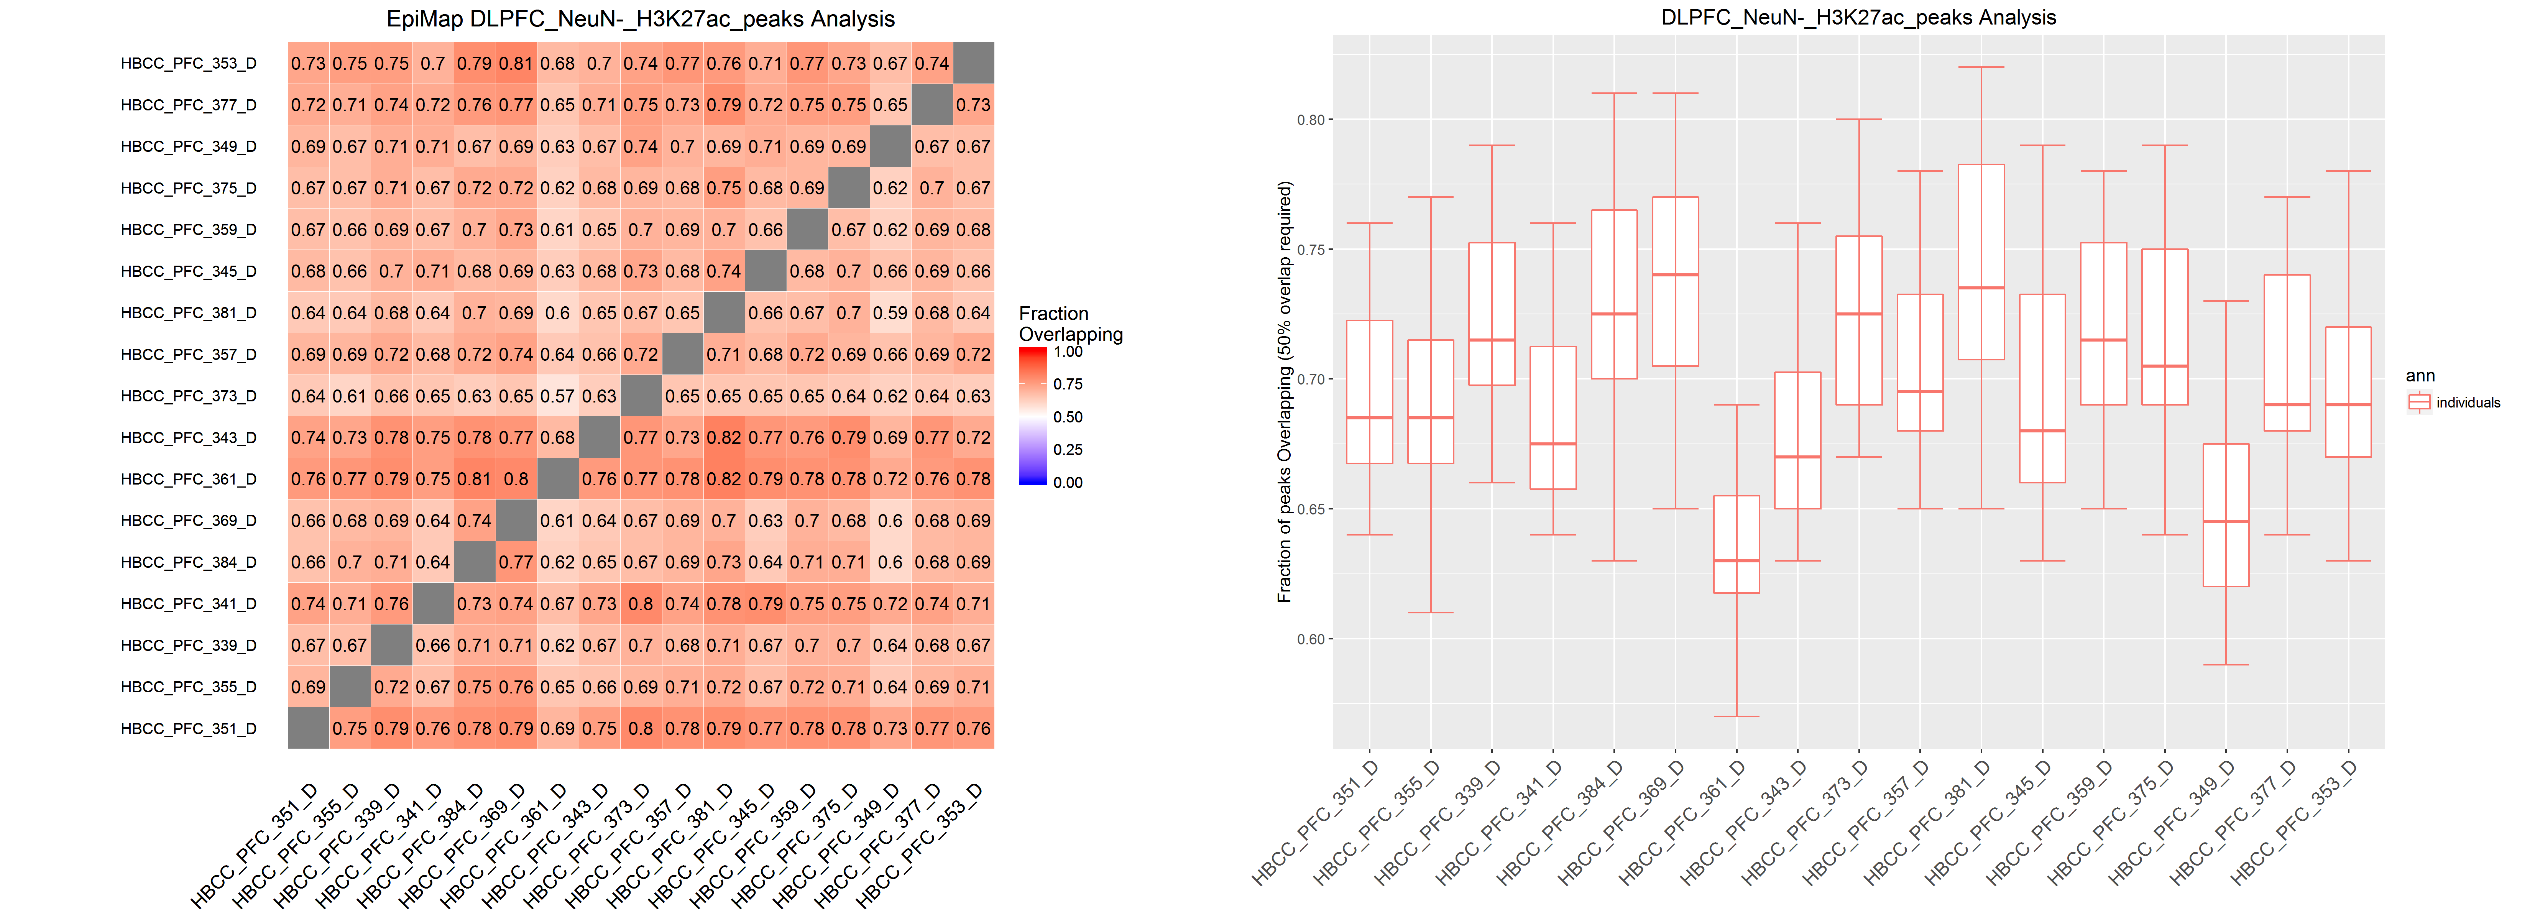 EpiMap DLPFC_NeuN-_H3K27ac_peaks Analysis
HBCC_PFC_353_D 0.73 0.75 0.75 0.7 0.79 0.81 0.68 0.7 0.74 0.77 0.76 0.71 0.77 0.73 0.67 0.74
HBCC_PFC_377_D 0.72 0.71 0.74 0.72 0.76 0.77 0.65 0.71 0.75 0.73 0.79 0.72 0.75 0.75 0.65 0.73
HBCC_PFC_349_D 0.69 0.67 0.71 0.71 0.67 0.69 0.63 0.67 0.74 0.7 0.69 0.71 0.69 0.69 0.67 0.67
HBCC_PFC_375_D 0.67 0.67 0.71 0.67 0.72 0.72 0.62 0.68 0.69 0.68 0.75 0.68 0.69 0.62 0.7 0.67
HBCC_PFC_359_D 0.67 0.66 0.69 0.67 0.7 0.73 0.61 0.65 0.7 0.69 0.7 0.66 0.67 0.62 0.69 0.68
HBCC_PFC_345_D 0.68 0.66 0.7 0.71 0.68 0.69 0.63 0.68 0.73 0.68 0.74 0.68 0.7 0.66 0.69 0.66
HBCC_PFC_381_D 0.64 0.64 0.68 0.64 0.7 0.69 0.6 0.65 0.67 0.65 0.66 0.67 0.7 0.59 0.68 0.64
HBCC_PFC_357_D 0.69 0.69 0.72 0.68 0.72 0.74 0.64 0.66 0.72 0.71 0.68 0.72 0.69 0.66 0.69 0.72
HBCC_PFC_373_D 0.64 0.61 0.66 0.65 0.63 0.65 0.57 0.63 0.65 0.65 0.65 0.65 0.64 0.62 0.64 0.63
HBCC_PFC_343_D 0.74 0.73 0.78 0.75 0.78 0.77 0.68 0.77 0.73 0.82 0.77 0.76 0.79 0.69 0.77 0.72
HBCC_PFC_361_D 0.76 0.77 0.79 0.75 0.81 0.8 0.76 0.77 0.78 0.82 0.79 0.78 0.78 0.72 0.76 0.78
HBCC_PFC_369_D 0.66 0.68 0.69 0.64 0.74 0.61 0.64 0.67 0.69 0.7 0.63 0.7 0.68 0.6 0.68 0.69
HBCC_PFC_384_D 0.66 0.7 0.71 0.64 0.77 0.62 0.65 0.67 0.69 0.73 0.64 0.71 0.71 0.6 0.68 0.69
HBCC_PFC_341_D 0.74 0.71 0.76 0.73 0.74 0.67 0.73 0.8 0.74 0.78 0.79 0.75 0.75 0.72 0.74 0.71
HBCC_PFC_339_D 0.67 0.67 0.66 0.71 0.71 0.62 0.67 0.7 0.68 0.71 0.67 0.7 0.7 0.64 0.68 0.67
HBCC_PFC_355_D 0.69 0.72 0.67 0.75 0.76 0.65 0.66 0.69 0.71 0.72 0.67 0.72 0.71 0.64 0.69 0.71
HBCC_PFC_351_D 0.75 0.79 0.76 0.78 0.79 0.69 0.75 0.8 0.78 0.79 0.77 0.78 0.78 0.73 0.77 0.76
HBCC_PFC_351_D
HBCC_PFC_355_D
HBCC_PFC_339_D
HBCC_PFC_341_D
HBCC_PFC_384_D
HBCC_PFC_369_D
HBCC_PFC_361_D
HBCC_PFC_343_D
HBCC_PFC_373_D
HBCC_PFC_357_D
HBCC_PFC_381_D
HBCC_PFC_345_D
HBCC_PFC_359_D
HBCC_PFC_375_D
HBCC_PFC_349_D
HBCC_PFC_377_D
HBCC_PFC_353_D
Fraction
Overlapping
1.00
0.75
0.50
0.25
0.00
DLPFC_NeuN-_H3K27ac_peaks Analysis
Fraction of peaks Overlapping (50% overlap required)
0.80
0.75
0.70
0.65
0.60
HBCC_PFC_351_D
HBCC_PFC_355_D
HBCC_PFC_339_D
HBCC_PFC_341_D
HBCC_PFC_384_D
HBCC_PFC_369_D
HBCC_PFC_361_D
HBCC_PFC_343_D
HBCC_PFC_373_D
HBCC_PFC_357_D
HBCC_PFC_381_D
HBCC_PFC_345_D
HBCC_PFC_359_D
HBCC_PFC_375_D
HBCC_PFC_349_D
HBCC_PFC_377_D
HBCC_PFC_353_D
ann
individuals